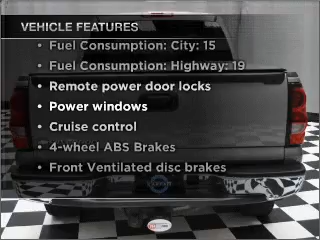 VEHICLE FEATURES
• Fuel Consumption: City: 15
• Fuel Consumption: Highway: 19
• Remote power door locks
• Power windows
• Cruise control
• 4-wheel ABS Brakes
• Front Ventilated disc brakes